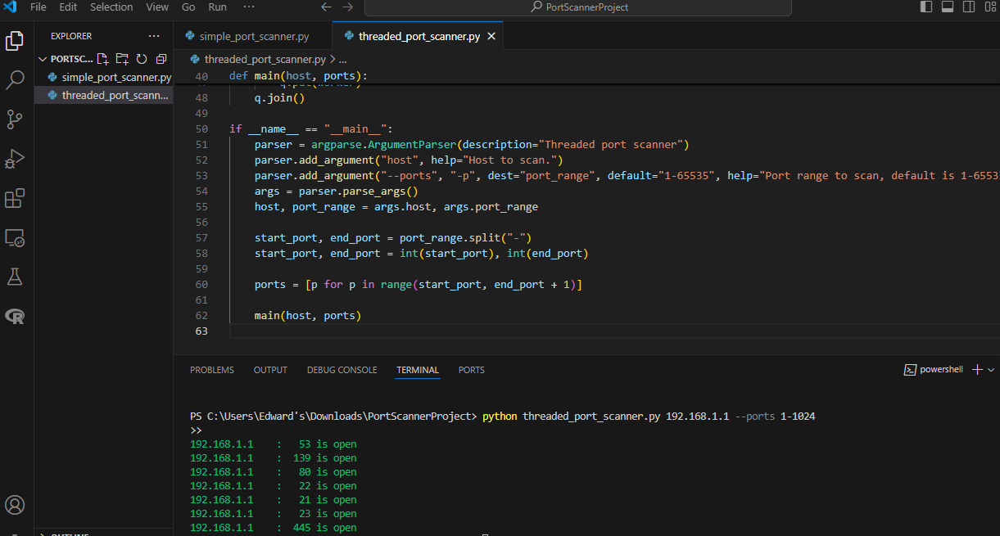 File Edit Selection View Go Run ··· ← → PortScannerProject
EXPLORER ···
simple_port_scanner.py threaded_port_scanner.py ×
PORTSC...
threaded_port_scanner.py > ...
simple_port_scanner.py
threaded_port_scann...
40 def main(host, ports):
q.put(worker)
48 q.join()
49
50 if __name__ == "__main__":
51 parser = argparse.ArgumentParser(description="Threaded port scanner")
52 parser.add_argument("host", help="Host to scan.")
53 parser.add_argument("--ports", "-p", dest="port_range", default="1-65535", help="Port range to scan, default is 1-6553
54 args = parser.parse_args()
55 host, port_range = args.host, args.port_range
56
57 start_port, end_port = port_range.split("-")
58 start_port, end_port = int(start_port), int(end_port)
59
60 ports = [p for p in range(start_port, end_port + 1)]
61
62 main(host, ports)
63
PROBLEMS OUTPUT DEBUG CONSOLE TERMINAL PORTS powershell
PS C:\Users\Edward's\Downloads\PortScannerProject> python threaded_port_scanner.py 192.168.1.1 --ports 1-1024
>>
192.168.1.1 : 53 is open
192.168.1.1 : 139 is open
192.168.1.1 : 80 is open
192.168.1.1 : 22 is open
192.168.1.1 : 21 is open
192.168.1.1 : 23 is open
192.168.1.1 : 445 is open
OUTLINE